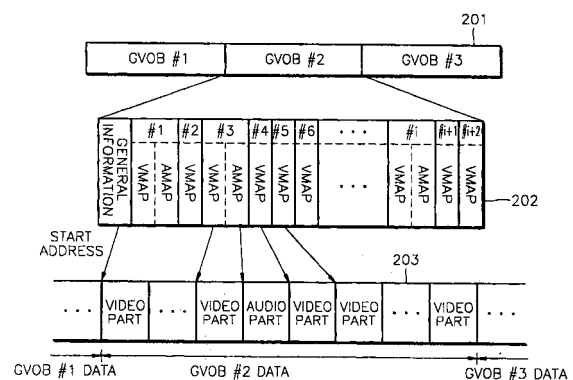 201
GVOB #1 GVOB #2 GVOB #3
#1 #2 #3 #4 #5 #6 · · · #i #i+1 #i+2
GENERAL INFORMATION VMAP AMAP VMAP VMAP AMAP VMAP VMAP VMAP · · · VMAP AMAP VMAP VMAP
202
START ADDRESS
203
· · · VIDEO PART · · · VIDEO PART AUDIO PART VIDEO PART VIDEO PART · · · VIDEO PART · · ·
GVOB #1 DATA GVOB #2 DATA GVOB #3 DATA